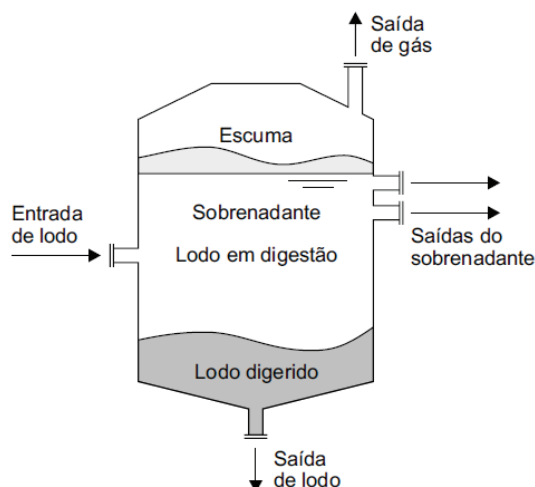 Saída
de gás
Escuma
Entrada
de lodo
Sobrenadante
Lodo em digestão
Saídas do
sobrenadante
Lodo digerido
Saída
de lodo